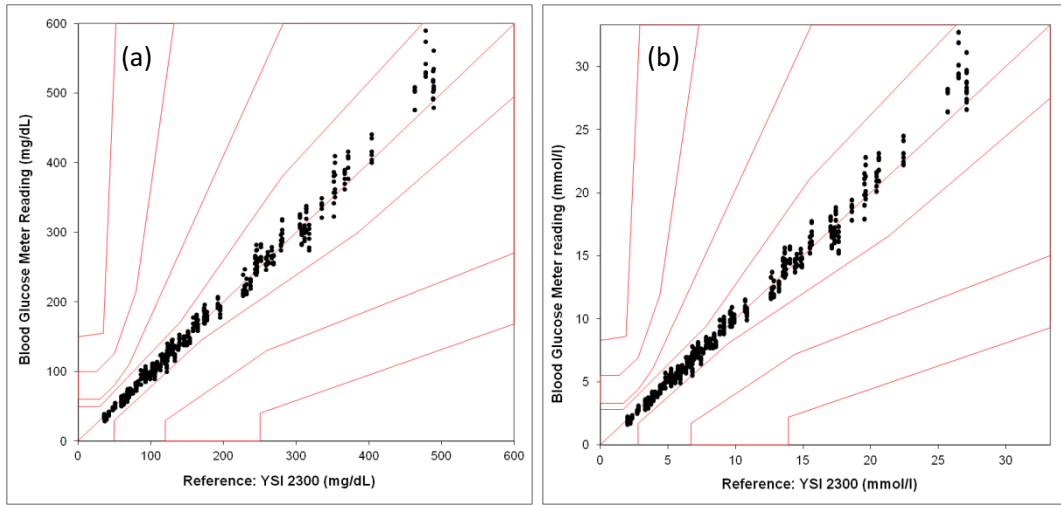 (a)
Blood Glucose Meter Reading (mg/dL)
600
500
400
300
200
100
0
0 100 200 300 400 500 600
Reference: YSI 2300 (mg/dL)
(b)
Blood Glucose Meter reading (mmol/l)
30
25
20
15
10
5
0
0 5 10 15 20 25 30
Reference: YSI 2300 (mmol/l)